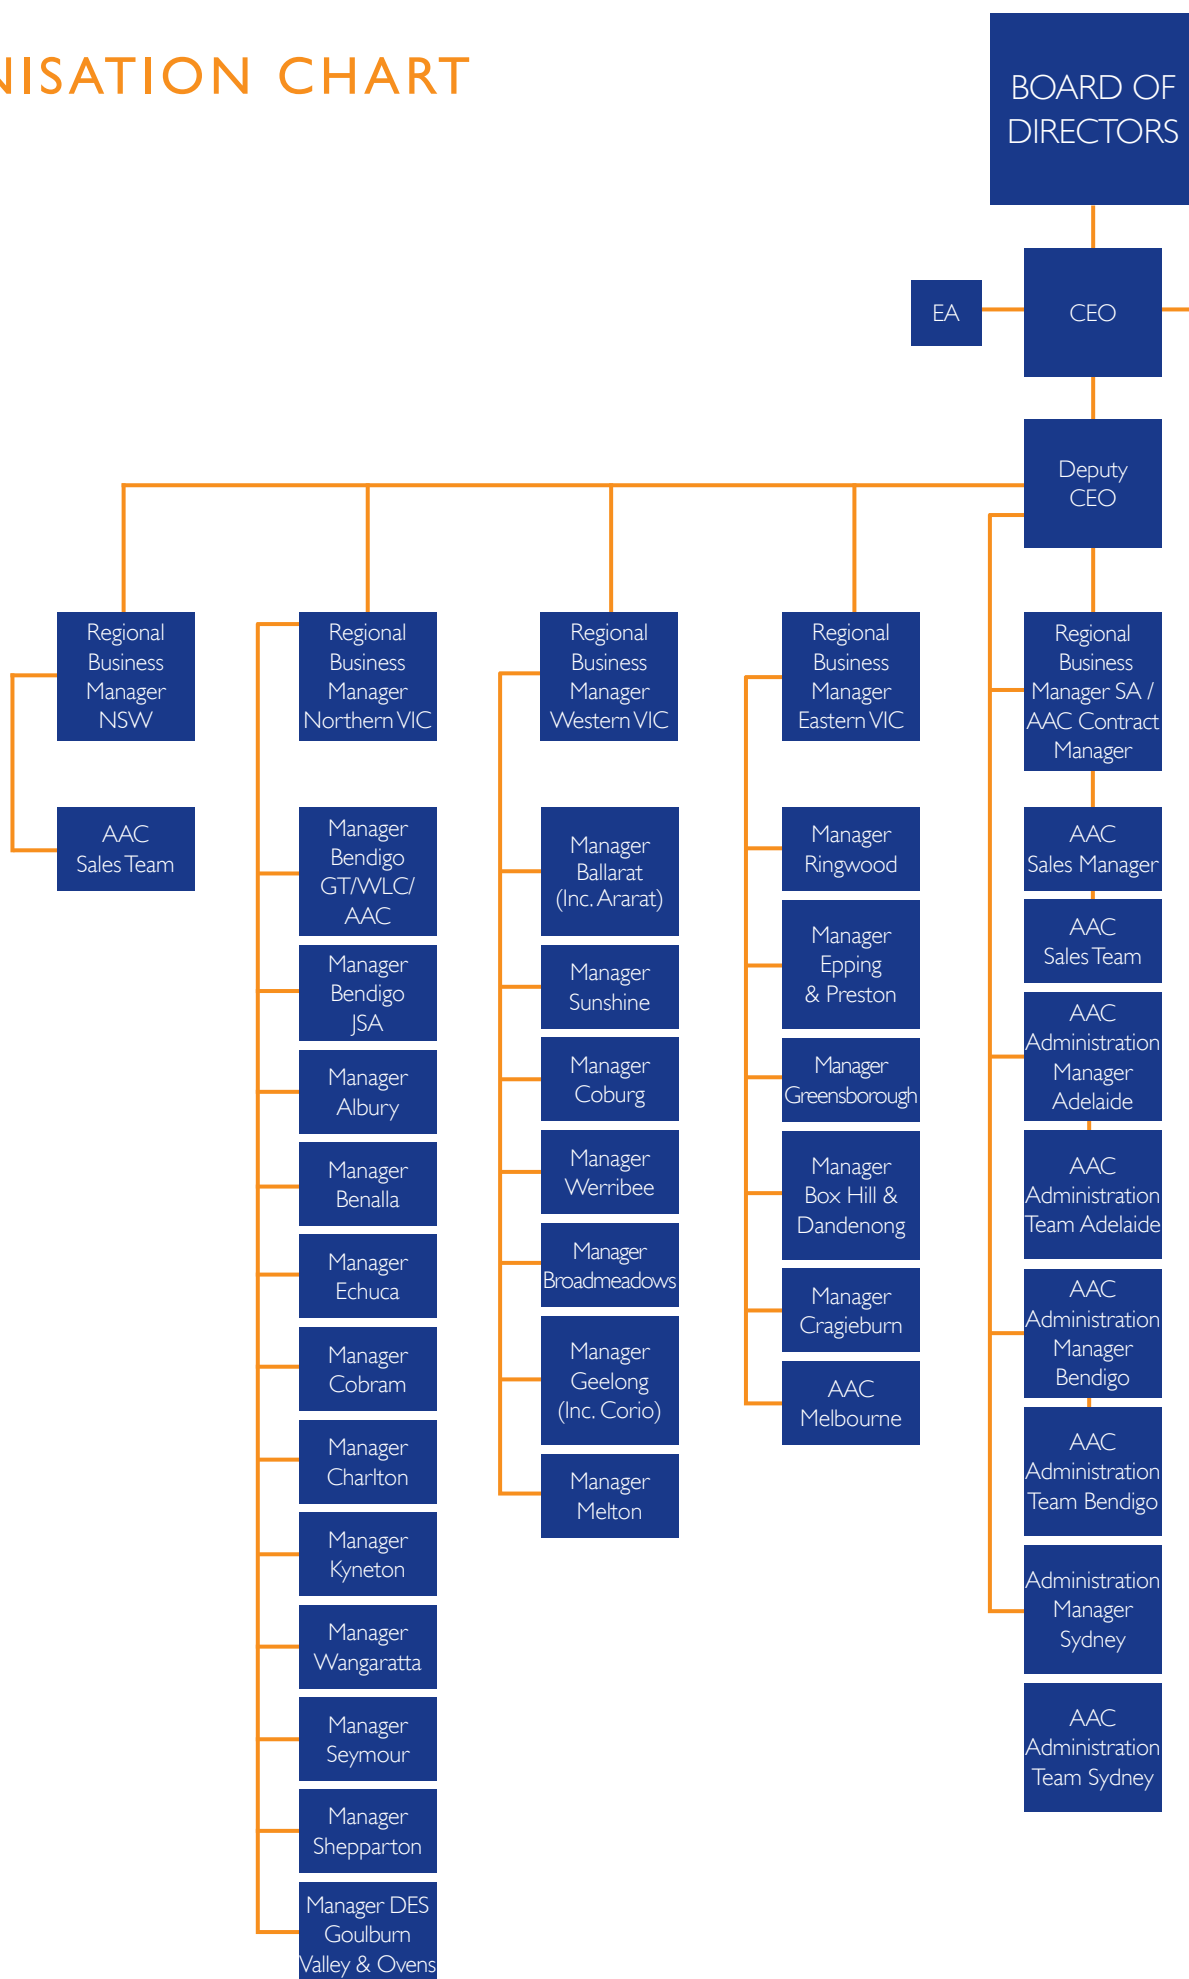 NISATION CHART
BOARD OF
DIRECTORS
EA
CEO
Deputy
CEO
Regional
Business
Manager
NSW
AAC
Sales Team
Regional
Business
Manager
Northern VIC
Manager
Bendigo
GT/WLC/
AAC
Manager
Bendigo
JSA
Manager
Albury
Manager
Benalla
Manager
Echuca
Manager
Cobram
Manager
Charlton
Manager
Kyneton
Manager
Wangaratta
Manager
Seymour
Manager
Shepparton
Manager DES
Goulburn
Valley & Ovens
Regional
Business
Manager
Western VIC
Manager
Ballarat
(Inc. Ararat)
Manager
Sunshine
Manager
Coburg
Manager
Werribee
Manager
Broadmeadows
Manager
Geelong
(Inc. Corio)
Manager
Melton
Regional
Business
Manager
Eastern VIC
Manager
Ringwood
Manager
Epping
& Preston
Manager
Greensborough
Manager
Box Hill &
Dandenong
Manager
Cragieburn
AAC
Melbourne
Regional
Business
Manager SA /
AAC Contract
Manager
AAC
Sales Manager
AAC
Sales Team
AAC
Administration
Manager
Adelaide
AAC
Administration
Team Adelaide
AAC
Administration
Manager
Bendigo
AAC
Administration
Team Bendigo
Administration
Manager
Sydney
AAC
Administration
Team Sydney